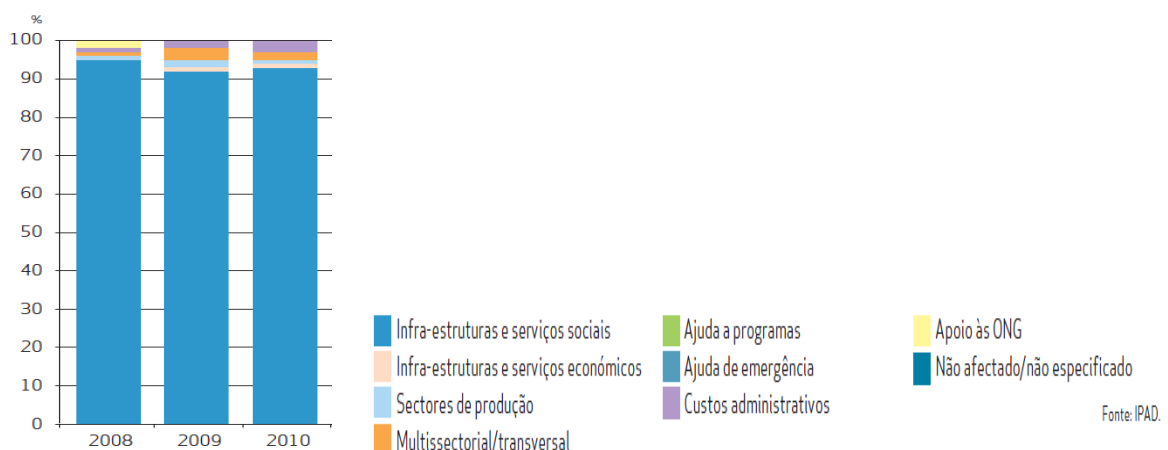 %
100
90
80
70
60
50
40
30
20
10
0
2008 2009 2010
Infra-estruturas e serviços sociais
Infra-estruturas e serviços económicos
Sectores de produção
Multissectorial/transversal
Ajuda a programas
Ajuda de emergência
Custos administrativos
Apoio às ONG
Não afectado/não especificado
Fonte: IPAD.